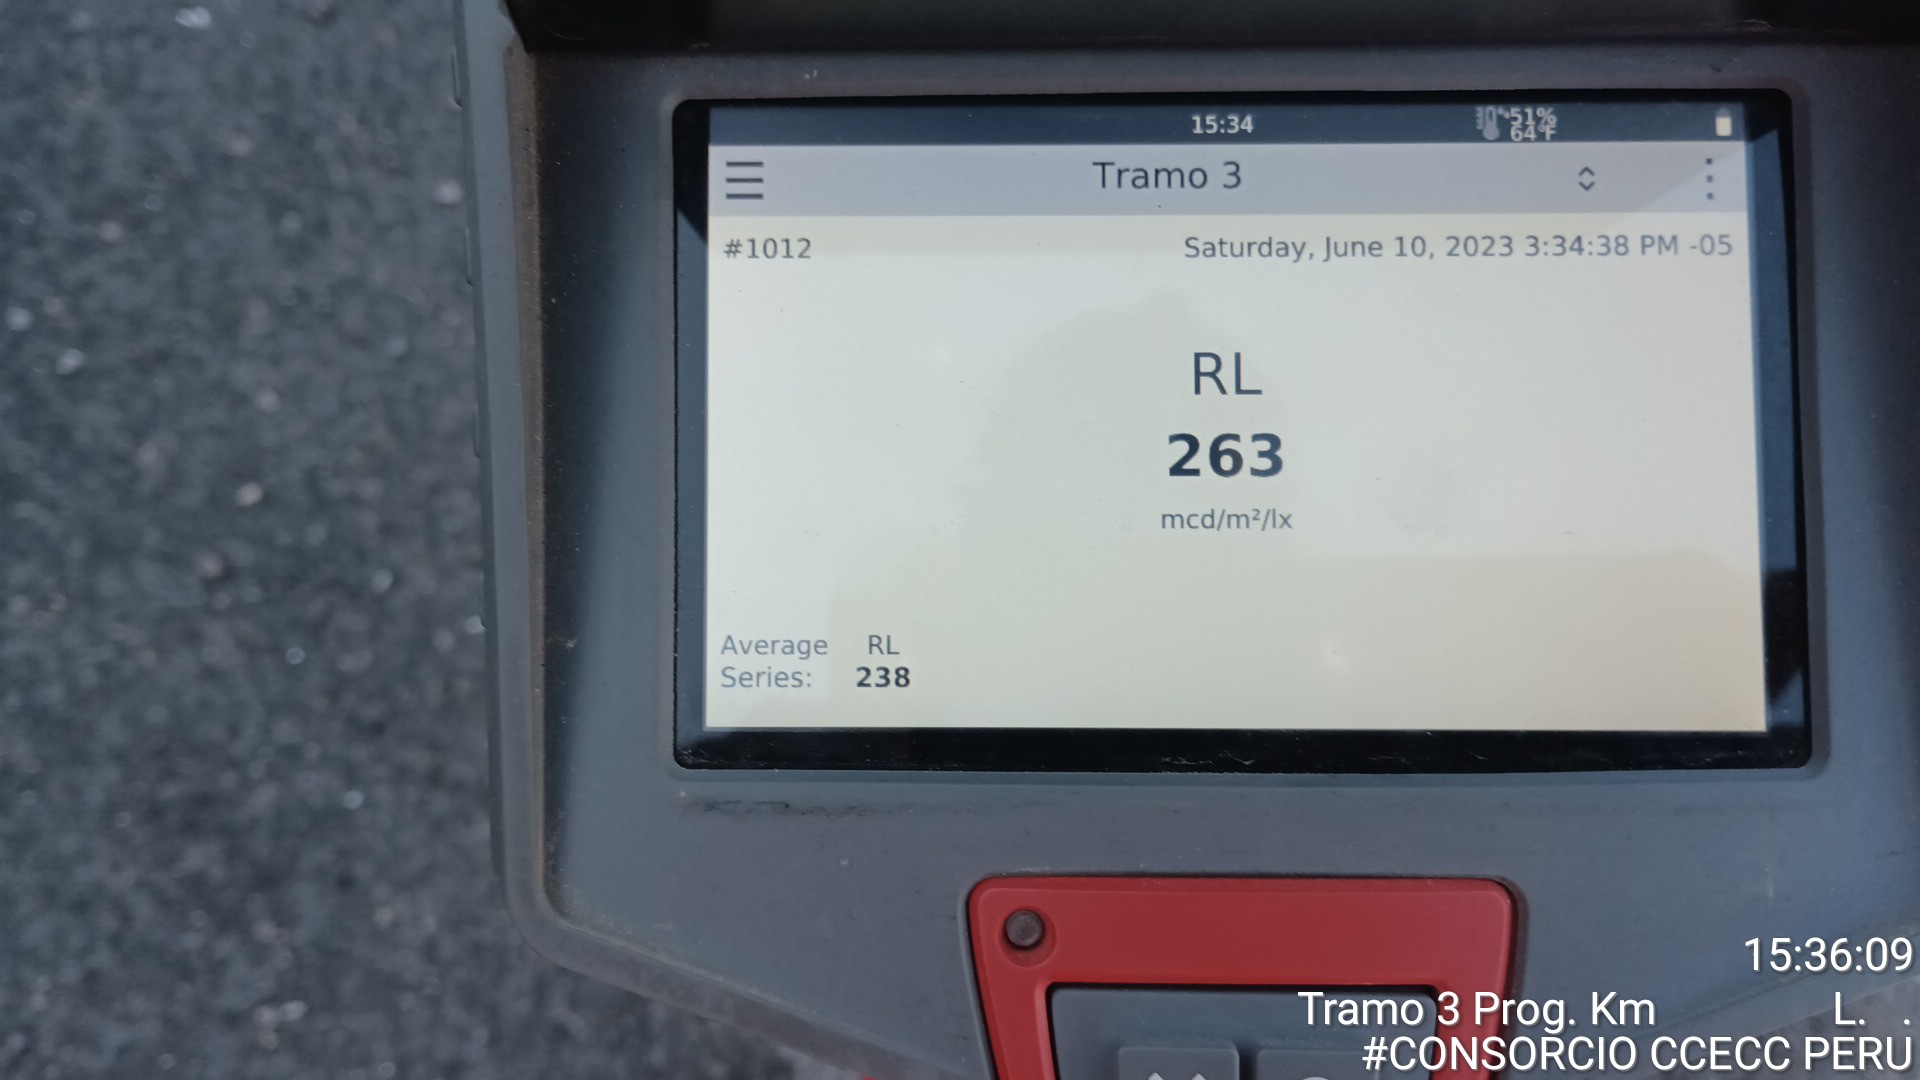 15:34
51%
64°F
Tramo 3
#1012
Saturday, June 10, 2023 3:34:38 PM -05
RL
263
mcd/m²/lx
Average RL
Series: 238
15:36:09
Tramo 3 Prog. Km L. .
#CONSORCIO CCECC PERU